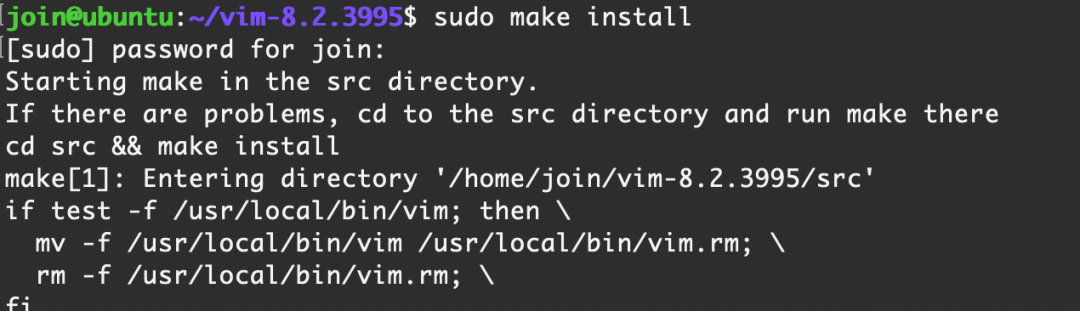 [join@ubuntu:~/vim-8.2.3995$ sudo make install
[sudo] password for join:
Starting make in the src directory.
If there are problems, cd to the src directory and run make there
cd src && make install
make[1]: Entering directory '/home/join/vim-8.2.3995/src'
if test -f /usr/local/bin/vim; then \
  mv -f /usr/local/bin/vim /usr/local/bin/vim.rm; \
  rm -f /usr/local/bin/vim.rm; \
fi